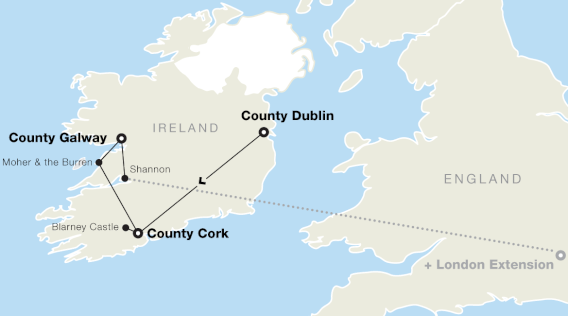 County Dublin
IRELAND
County Galway
Moher & the Burren
Shannon
ENGLAND
Blarney Castle
County Cork
+ London Extension